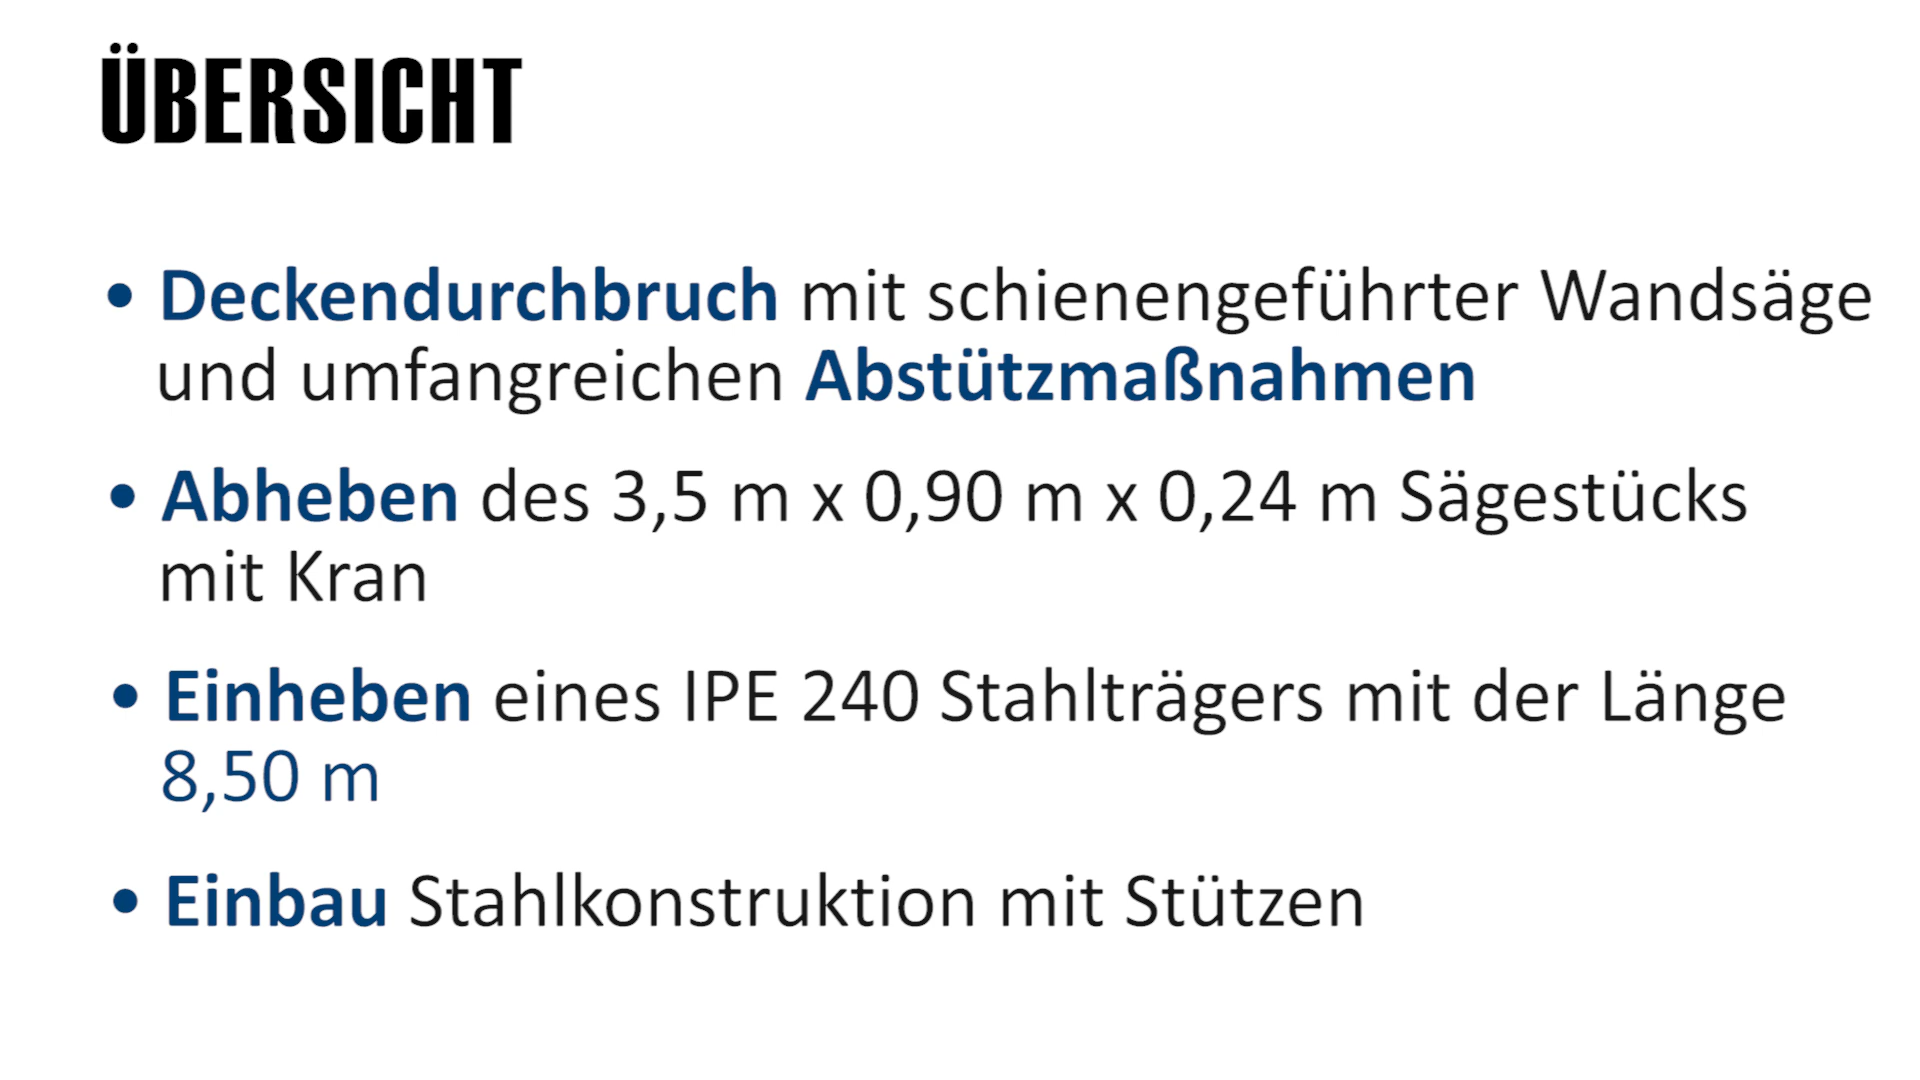 ÜBERSICHT
• Deckendurchbruch mit schienengeführter Wandsäge
und umfangreichen Abstützmaßnahmen
• Abheben des 3,5 m x 0,90 m x 0,24 m Sägestücks
mit Kran
• Einheben eines IPE 240 Stahlträgers mit der Länge
8,50 m
• Einbau Stahlkonstruktion mit Stützen